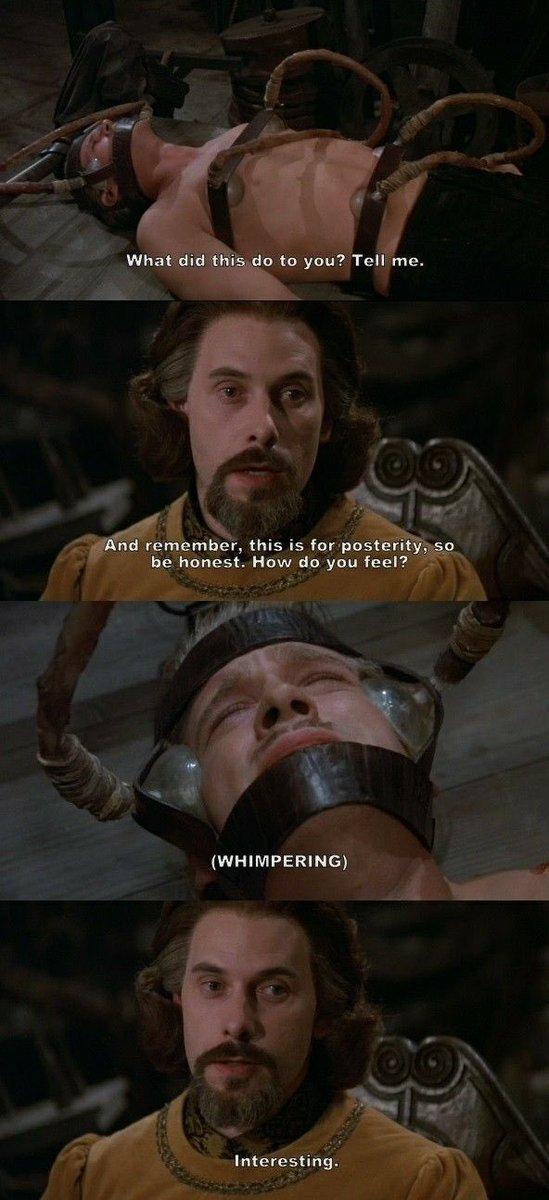 What did this do to you? Tell me.
And remember, this is for posterity, so
be honest. How do you feel?
(WHIMPERING)
Interesting.